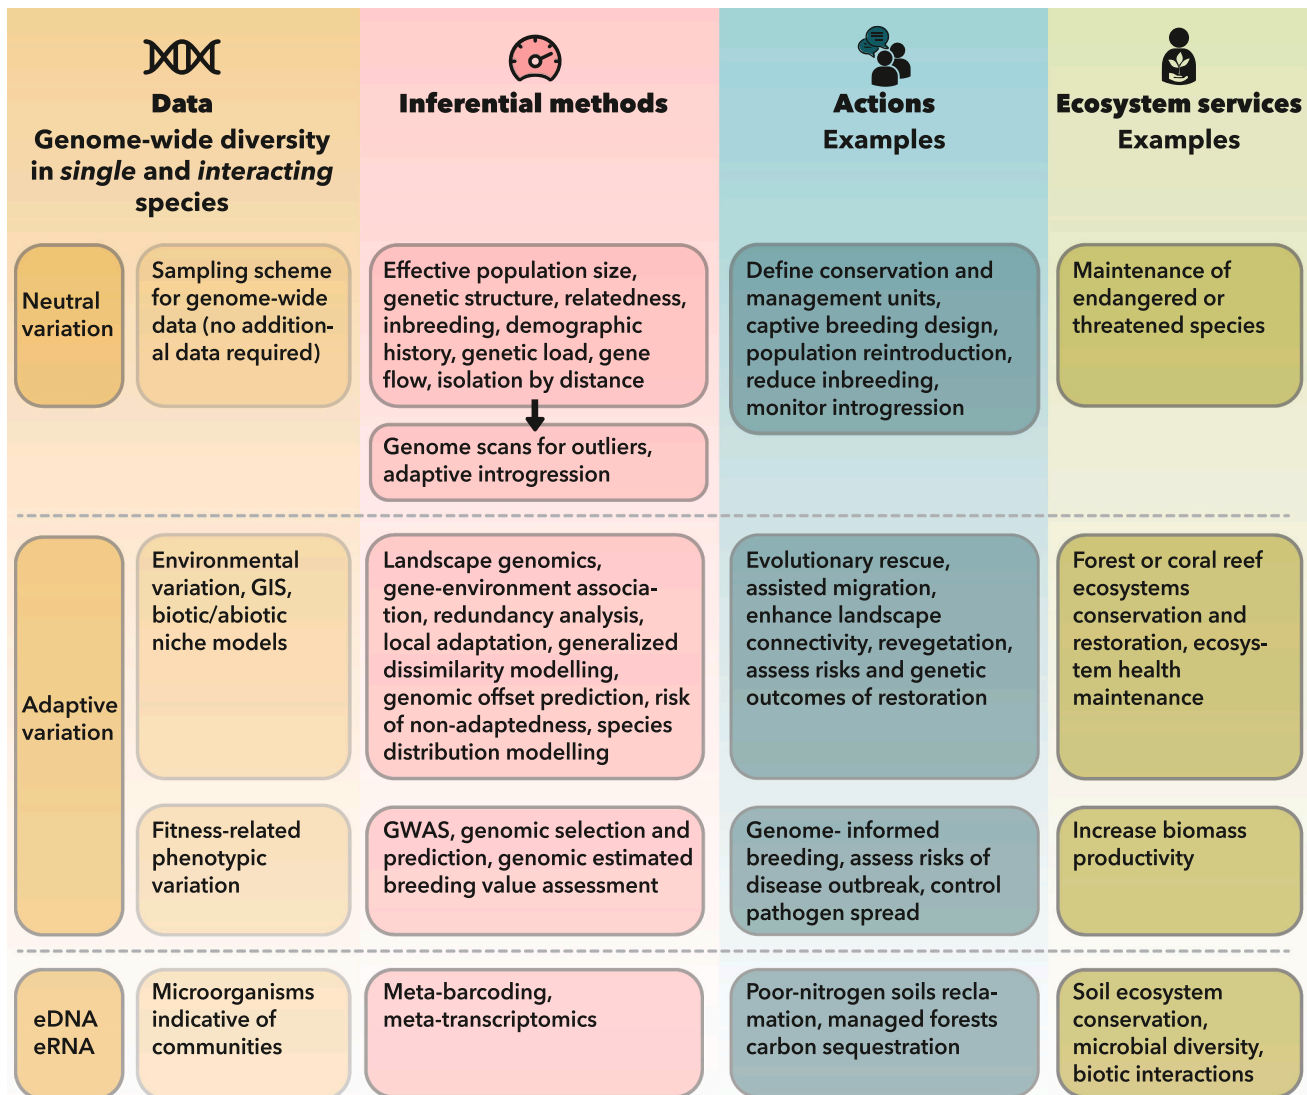 Data
Genome-wide diversity
in single and interacting
species
Inferential methods
Actions
Examples
Ecosystem services
Examples
Neutral
variation
Sampling scheme
for genome-wide
data (no addition-
al data required)
Effective population size,
genetic structure, relatedness,
inbreeding, demographic
history, genetic load, gene
flow, isolation by distance
Genome scans for outliers,
adaptive introgression
Define conservation and
management units,
captive breeding design,
population reintroduction,
reduce inbreeding,
monitor introgression
Maintenance of
endangered or
threatened species
Adaptive
variation
Environmental
variation, GIS,
biotic/abiotic
niche models
Landscape genomics,
gene-environment associa-
tion, redundancy analysis,
local adaptation, generalized
dissimilarity modelling,
genomic offset prediction, risk
of non-adaptedness, species
distribution modelling
Evolutionary rescue,
assisted migration,
enhance landscape
connectivity, revegetation,
assess risks and genetic
outcomes of restoration
Forest or coral reef
ecosystems
conservation and
restoration, ecosys-
tem health
maintenance
Fitness-related
phenotypic
variation
GWAS, genomic selection and
prediction, genomic estimated
breeding value assessment
Genome- informed
breeding, assess risks of
disease outbreak, control
pathogen spread
Increase biomass
productivity
eDNA
eRNA
Microorganisms
indicative of
communities
Meta-barcoding,
meta-transcriptomics
Poor-nitrogen soils recla-
mation, managed forests
carbon sequestration
Soil ecosystem
conservation,
microbial diversity,
biotic interactions